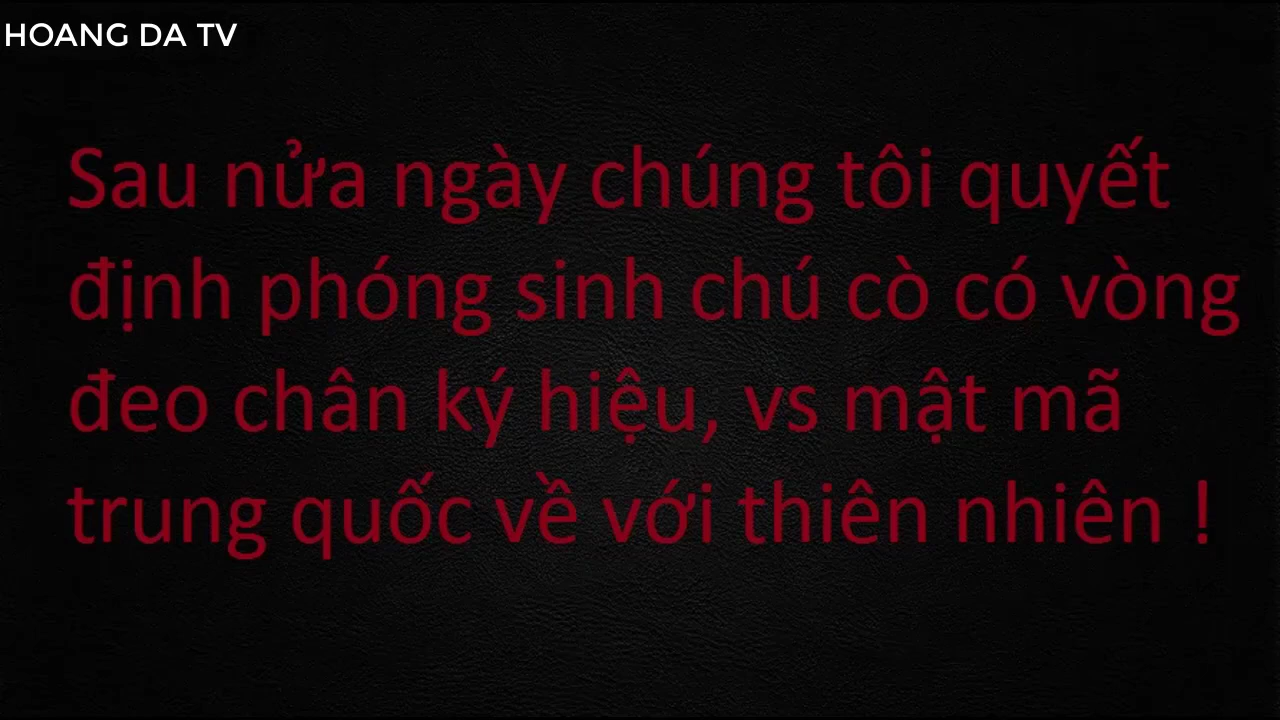 HOANG DA TV
Sau nửa ngày chúng tôi quyết
định phóng sinh chú cò có vòng
đeo chân ký hiệu, vs mật mã
trung quốc về với thiên nhiên !